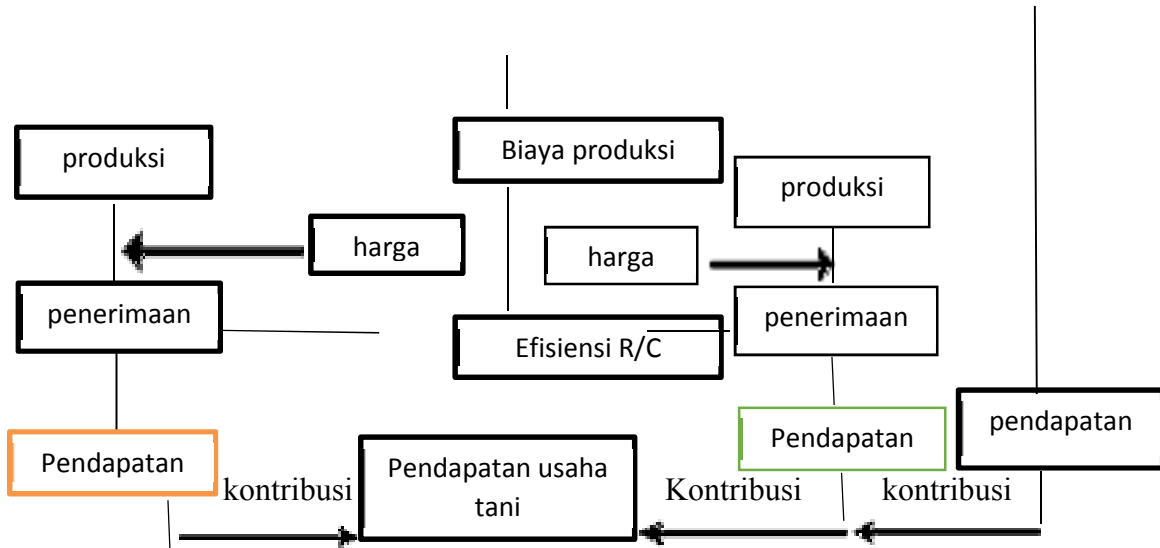 produksi
Biaya produksi
produksi
harga
harga
penerimaan
penerimaan
Efisiensi R/C
pendapatan
Pendapatan
Pendapatan usaha
tani
Pendapatan
kontribusi
Kontribusi
kontribusi